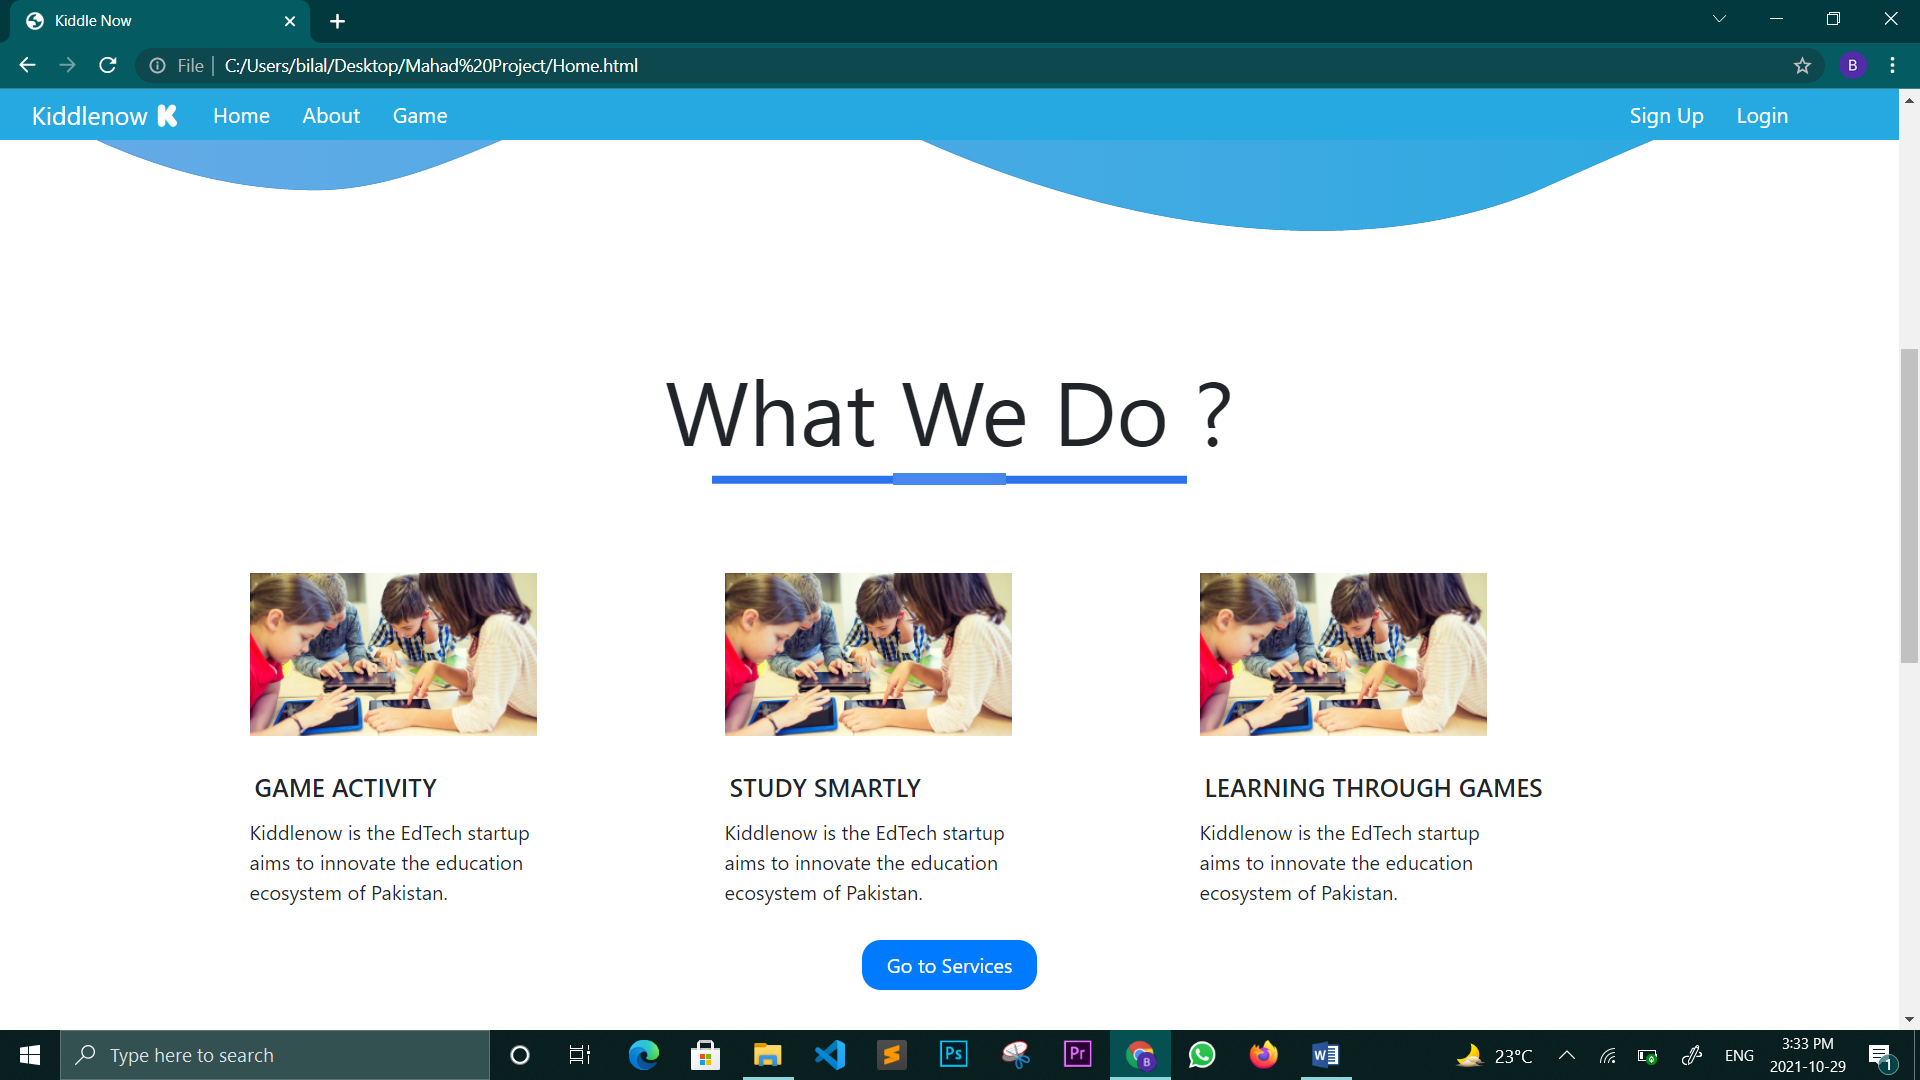 Kiddle Now
File | C:/Users/bilal/Desktop/Mahad%20Project/Home.html
B
Kiddlenow K Home About Game Sign Up Login
What We Do ?
GAME ACTIVITY
Kiddlenow is the EdTech startup
aims to innovate the education
ecosystem of Pakistan.
STUDY SMARTLY
Kiddlenow is the EdTech startup
aims to innovate the education
ecosystem of Pakistan.
LEARNING THROUGH GAMES
Kiddlenow is the EdTech startup
aims to innovate the education
ecosystem of Pakistan.
Go to Services
Type here to search
Ps
Pr
B
W
23°C
ENG
3:33 PM
2021-10-29
1